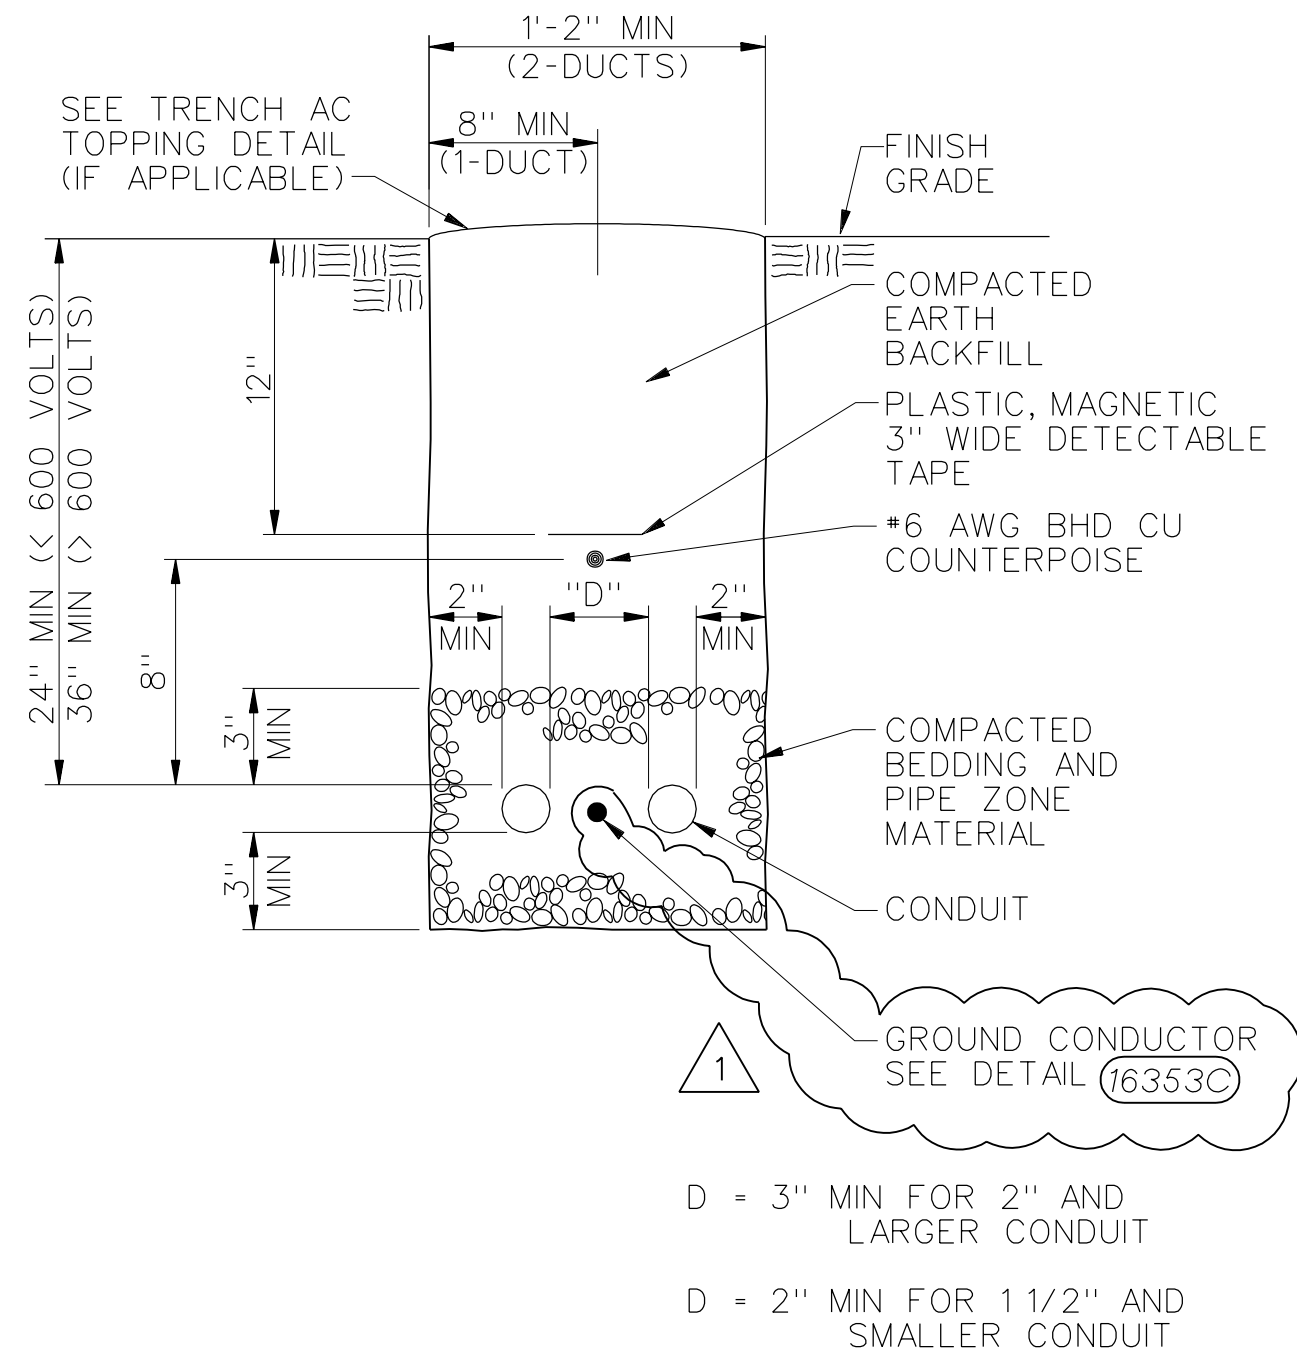 1'-2" MIN
(2-DUCTS)
SEE TRENCH AC
TOPPING DETAIL
(IF APPLICABLE)
8" MIN
(1-DUCT)
FINISH
GRADE
COMPACTED
EARTH
BACKFILL
PLASTIC, MAGNETIC
3" WIDE DETECTABLE
TAPE
#6 AWG BHD CU
COUNTERPOISE
24" MIN (< 600 VOLTS)
36" MIN (> 600 VOLTS)
12"
8"
2"
MIN
"D"
2"
MIN
3"
MIN
3"
MIN
COMPACTED
BEDDING AND
PIPE ZONE
MATERIAL
CONDUIT
GROUND CONDUCTOR
SEE DETAIL 16353C
1
D = 3" MIN FOR 2" AND
LARGER CONDUIT
D = 2" MIN FOR 1 1/2" AND
SMALLER CONDUIT